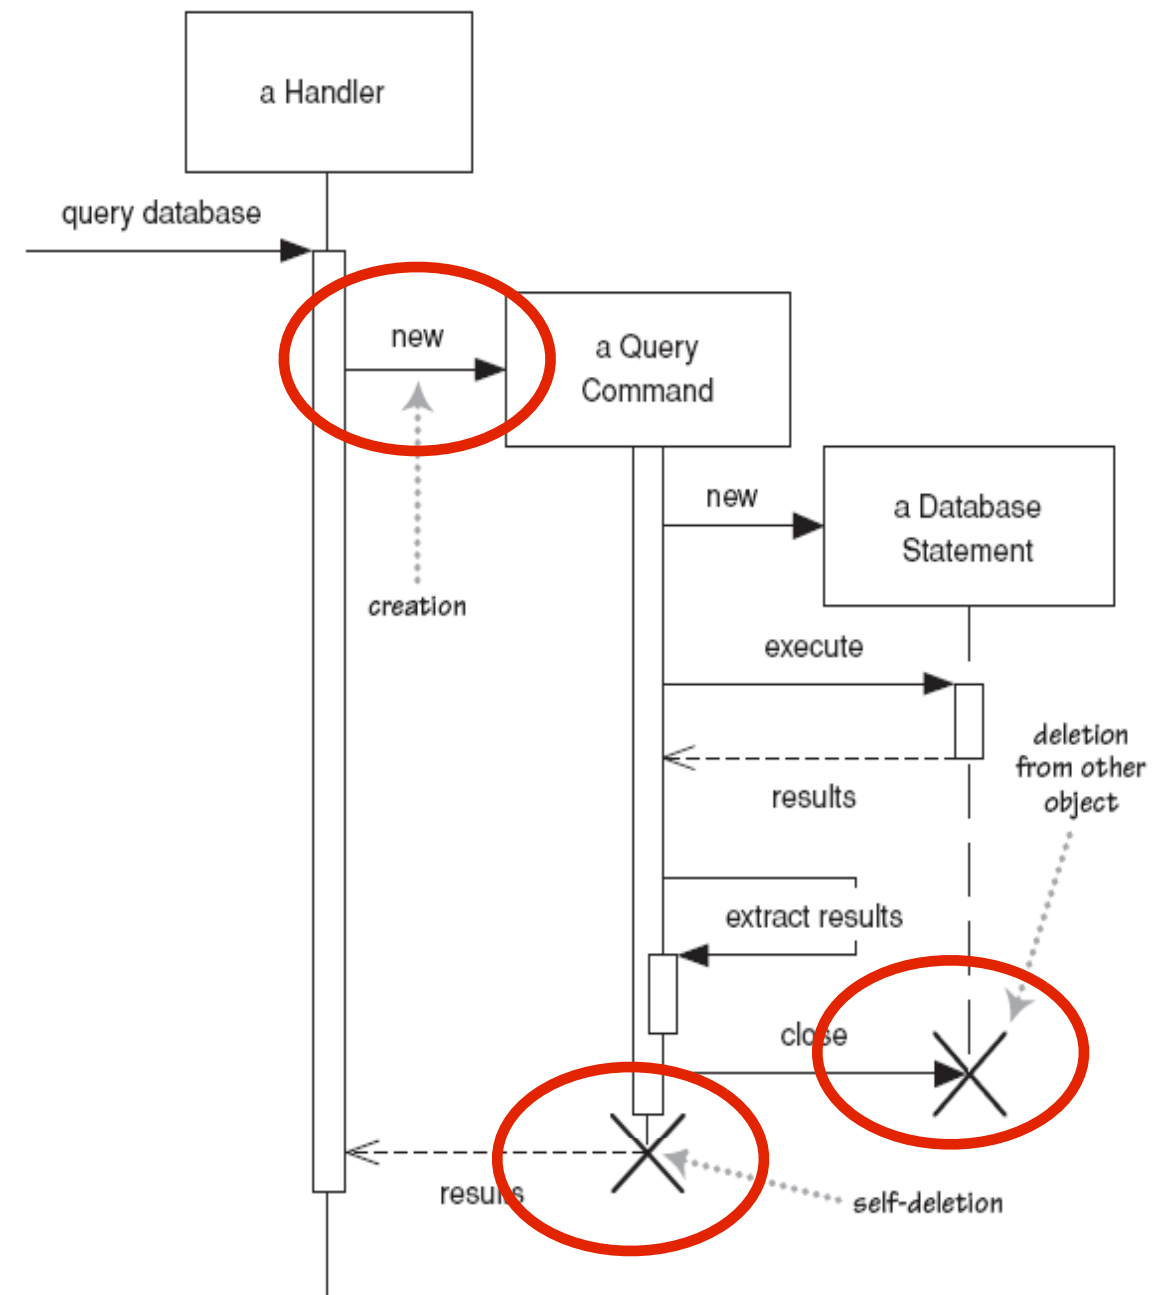 a Handler
query database
new
a Query
Command
new
a Database
Statement
creation
execute
deletion
from other
object
results
extract results
close
results
self-deletion